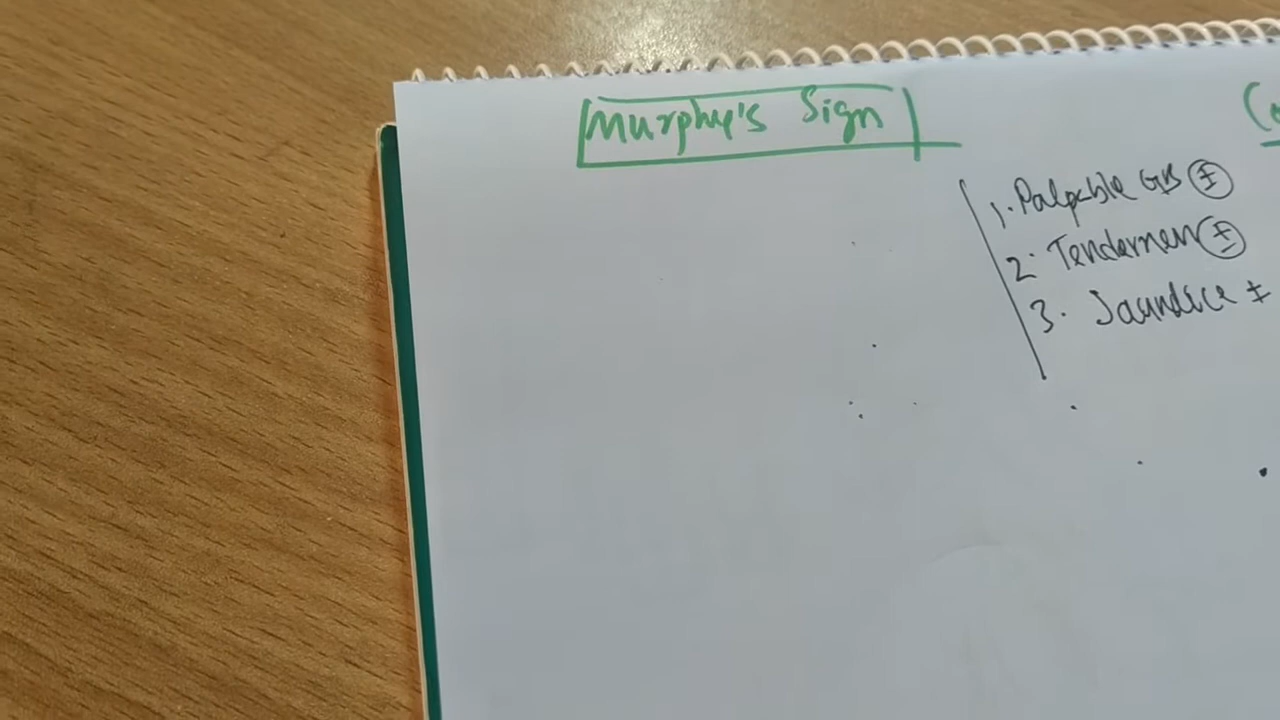 Murphy's Sign
1. Palpable GB ±
2. Tenderness ±
3. Jaundice ±